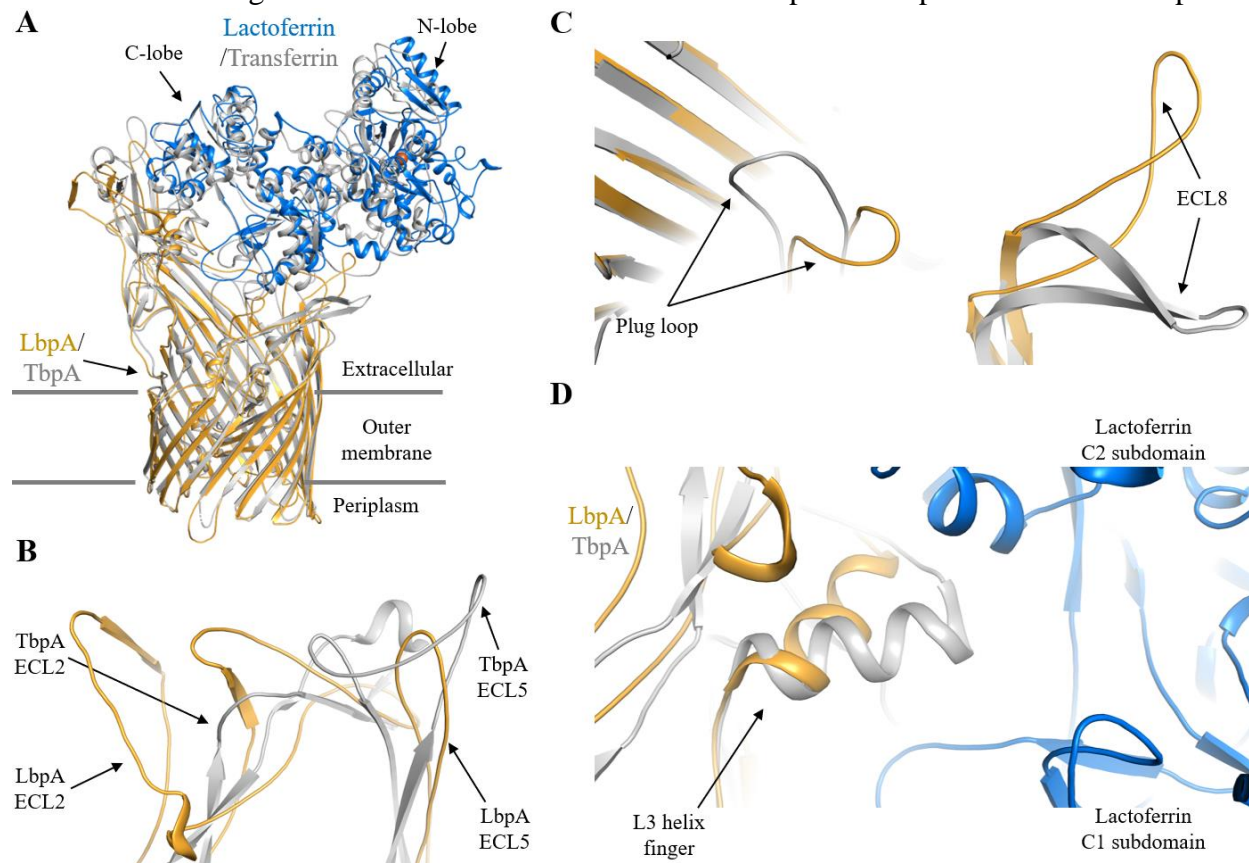 A
Lactoferrin
/Transferrin
N-lobe
C-lobe
LbpA/
TbpA
Extracellular
Outer
membrane
Periplasm
B
TbpA
ECL2
LbpA
ECL2
TbpA
ECL5
LbpA
ECL5
C
Plug loop
ECL8
D
Lactoferrin
C2 subdomain
LbpA/
TbpA
L3 helix
finger
Lactoferrin
C1 subdomain